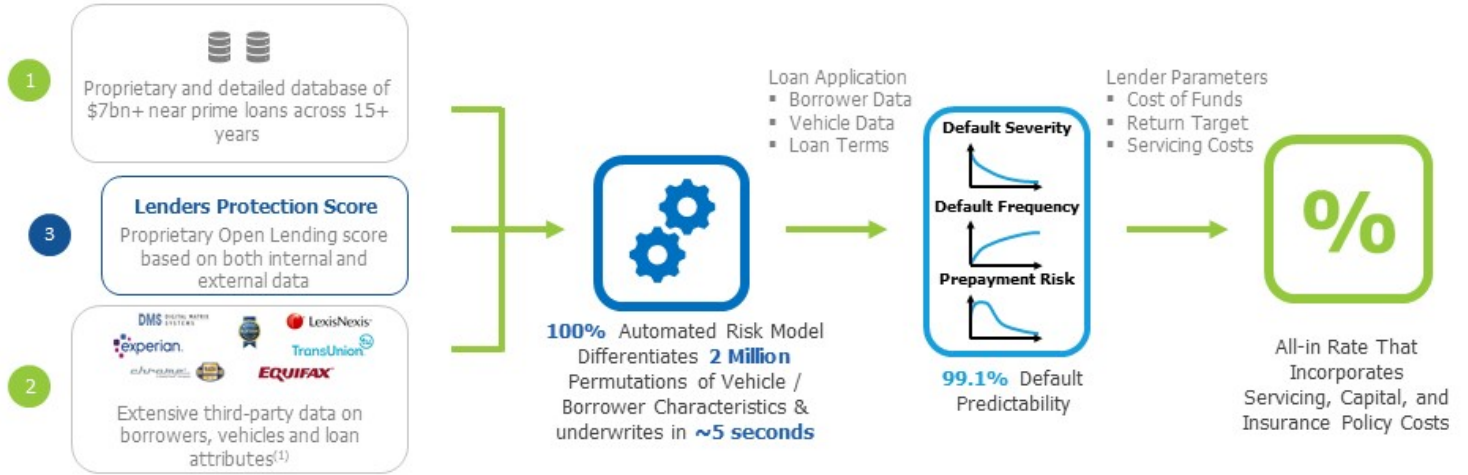 1
Proprietary and detailed database of
$7bn+ near prime loans across 15+
years
3
Lenders Protection Score
Proprietary Open Lending score
based on both internal and
external data
2
DMS DIGITAL MATRIX
SYSTEMS
LexisNexis
experian.
TransUnion
tu
chrome
EQUIFAX
Extensive third-party data on
borrowers, vehicles and loan
attributes(1)
100% Automated Risk Model
Differentiates 2 Million
Permutations of Vehicle /
Borrower Characteristics &
underwrites in ~5 seconds
Loan Application
▪ Borrower Data
▪ Vehicle Data
▪ Loan Terms
Default Severity
Default Frequency
Prepayment Risk
99.1% Default
Predictability
Lender Parameters
▪ Cost of Funds
▪ Return Target
▪ Servicing Costs
%
All-in Rate That
Incorporates
Servicing, Capital, and
Insurance Policy Costs